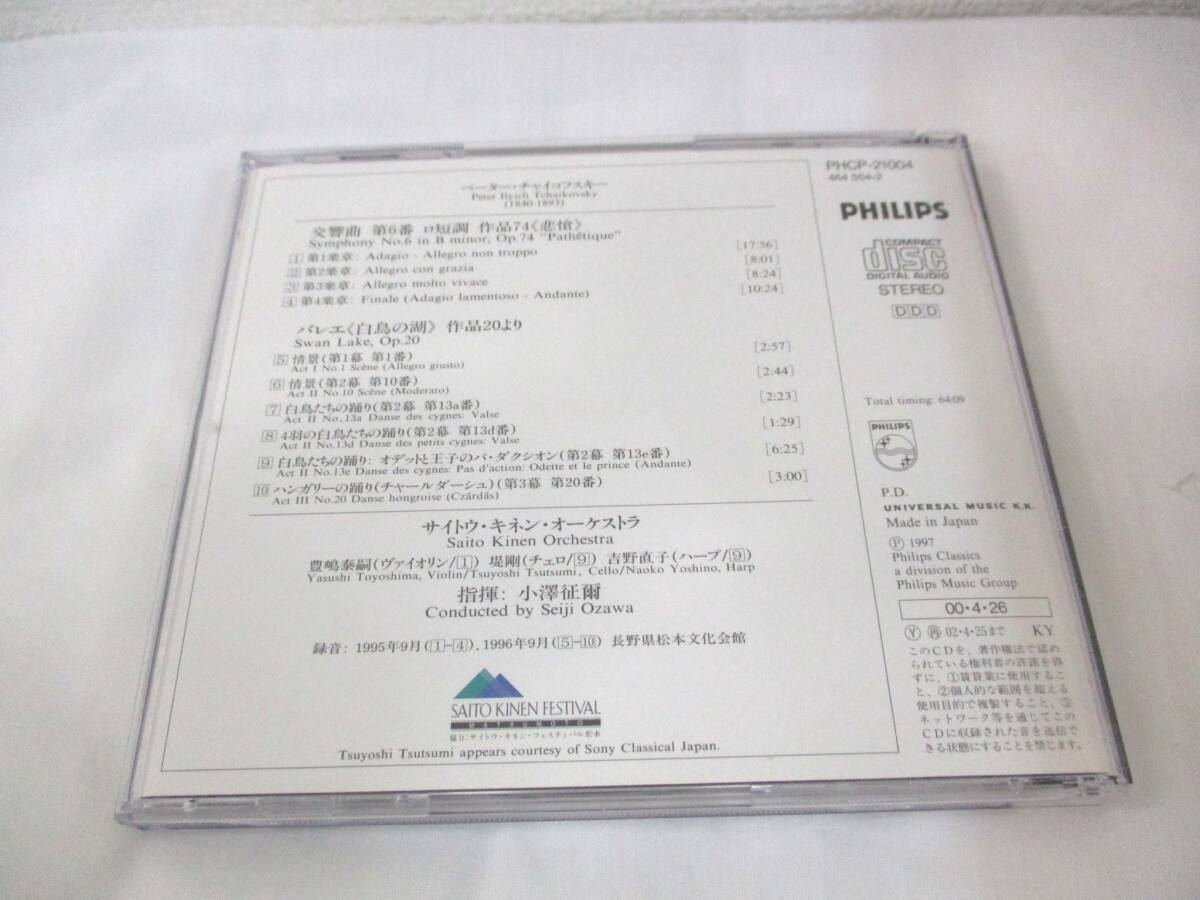 ペーター・チャイコフスキー
Peter Ilyich Tchaikovsky
(1840-1893)
交響曲 第6番 ロ短調 作品74《悲愴》
Symphony No.6 in B minor, Op.74 "Pathétique"
1 第1楽章: Adagio - Allegro non troppo [17:56]
2 第2楽章: Allegro con grazia [8:01]
3 第3楽章: Allegro molto vivace [8:24]
4 第4楽章: Finale (Adagio lamentoso - Andante) [10:24]
バレエ《白鳥の湖》 作品20より
Swan Lake, Op.20
5 情景(第1幕 第1番) [2:57]
Act I No.1 Scène (Allegro giusto)
6 情景(第2幕 第10番) [2:44]
Act II No.10 Scène (Moderato)
7 白鳥たちの踊り(第2幕 第13a番) [2:23]
Act II No.13a Danse des cygnes: Valse
8 4羽の白鳥たちの踊り(第2幕 第13d番) [1:29]
Act II No.13d Danse des petits cygnes: Valse
9 白鳥たちの踊り: オデットと王子のパ・ダクシオン(第2幕 第13e番) [6:25]
Act II No.13e Danse des cygnes: Pas d'action: Odette et le prince (Andante)
10 ハンガリーの踊り(チャールダーシュ)(第3幕 第20番) [3:00]
Act III No.20 Danse hongroise (Czárdás)
サイトウ・キネン・オーケストラ
Saito Kinen Orchestra
豊嶋泰嗣(ヴァイオリン/1) 堤剛(チェロ/9) 吉野直子(ハープ/9)
Yasushi Toyoshima, Violin/Tsuyoshi Tsutsumi, Cello/Naoko Yoshino, Harp
指揮: 小澤征爾
Conducted by Seiji Ozawa
録音: 1995年9月(1-4)、1996年9月(5-10) 長野県松本文化会館
SAITO KINEN FESTIVAL
MATSUMOTO
協力:サイトウ・キネン・フェスティバル松本
Tsuyoshi Tsutsumi appears courtesy of Sony Classical Japan.
PHCP-21004
464 564-2
PHILIPS
COMPACT
disc
DIGITAL AUDIO
STEREO
DDD
Total timing: 64:09
PHILIPS
P.D.
UNIVERSAL MUSIC K.K.
Made in Japan
Ⓟ 1997
Philips Classics
a division of the
Philips Music Group
00・4・26
Ⓨ 再 02・4・25まで KY
このCDを、著作権法で認め
られている権利者の許諾を得
ずに、①賃貸業に使用するこ
と、②個人的な範囲を超える
使用目的で複製すること、③
ネットワーク等を通じてこの
CDに収録された音を送信で
きる状態にすることを禁じます。